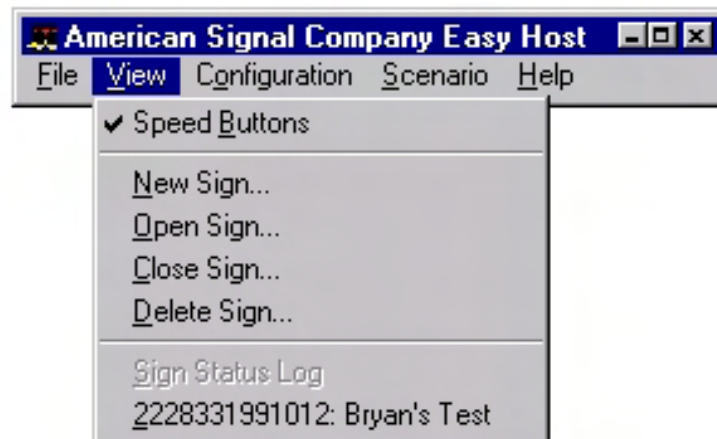 American Signal Company Easy Host
File View Configuration Scenario Help
Speed Buttons
New Sign...
Open Sign...
Close Sign...
Delete Sign...
Sign Status Log
2228331991012: Bryan's Test